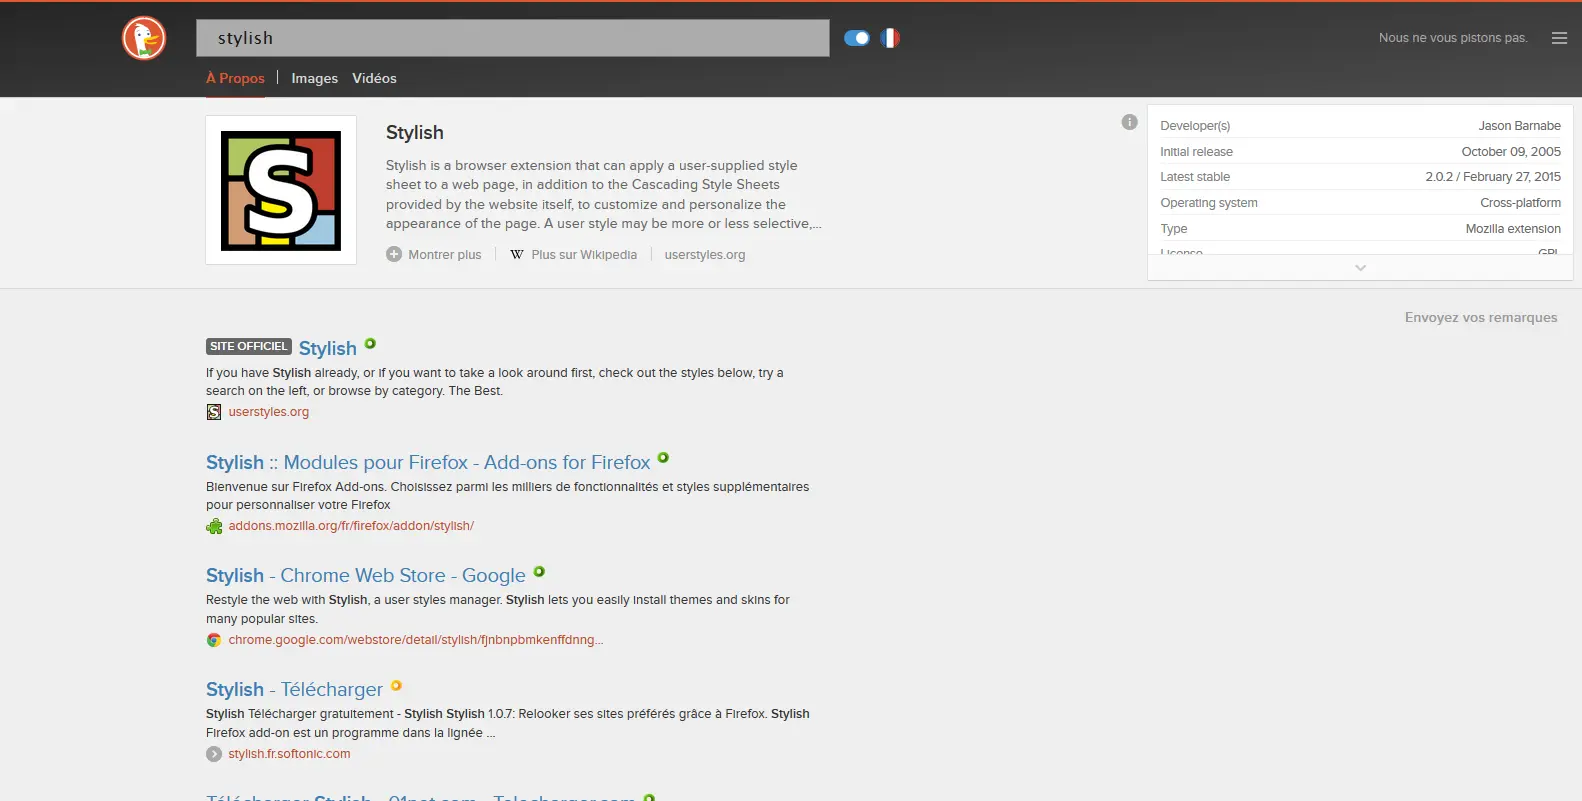 stylish
Nous ne vous pistons pas.
À Propos
Images
Vidéos
S
Stylish
Stylish is a browser extension that can apply a user-supplied style
sheet to a web page, in addition to the Cascading Style Sheets
provided by the website itself, to customize and personalize the
appearance of the page. A user style may be more or less selective,...
Montrer plus
W Plus sur Wikipedia
userstyles.org
Developer(s) Jason Barnabe
Initial release October 09, 2005
Latest stable 2.0.2 / February 27, 2015
Operating system Cross-platform
Type Mozilla extension
License GPL
Envoyez vos remarques
SITE OFFICIEL Stylish
If you have Stylish already, or if you want to take a look around first, check out the styles below, try a
search on the left, or browse by category. The Best.
userstyles.org
Stylish :: Modules pour Firefox - Add-ons for Firefox
Bienvenue sur Firefox Add-ons. Choisissez parmi les milliers de fonctionnalités et styles supplémentaires
pour personnaliser votre Firefox
addons.mozilla.org/fr/firefox/addon/stylish/
Stylish - Chrome Web Store - Google
Restyle the web with Stylish, a user styles manager. Stylish lets you easily install themes and skins for
many popular sites.
chrome.google.com/webstore/detail/stylish/fjnbnpbmkenffdnng...
Stylish - Télécharger
Stylish Télécharger gratuitement - Stylish Stylish 1.0.7: Relooker ses sites préférés grâce à Firefox. Stylish
Firefox add-on est un programme dans la lignée ...
stylish.fr.softonic.com
Télécharger Stylish - 01net.com - Telecharger.com